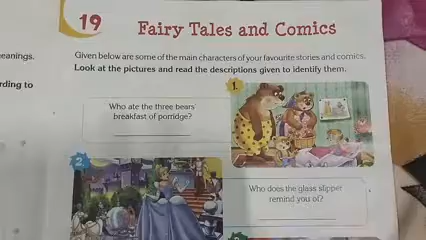 19
Fairy Tales and Comics
eanings.
Given below are some of the main characters of your favourite stories and comics.
Look at the pictures and read the descriptions given to identify them.
rding to
1.
Who ate the three bears'
breakfast of porridge?
2.
Who does the glass slipper
remind you of?